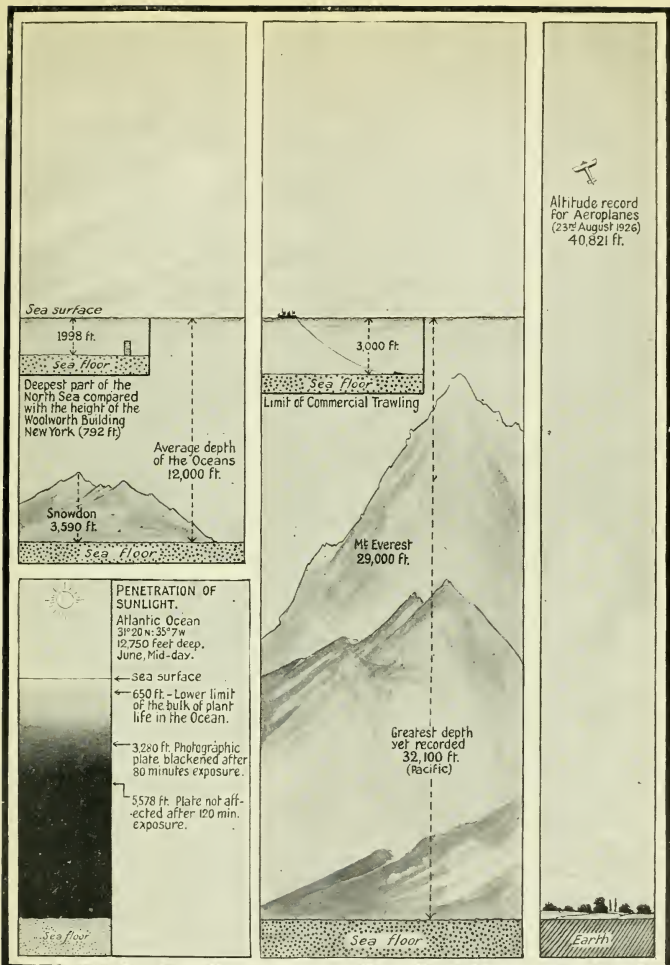 Sea surface
1998 ft.
Sea floor
Deepest part of the
North Sea compared
with the height of the
Woolworth Building
New York (792 ft)
Average depth
of the Oceans
12,000 ft.
Snowdon
3,590 ft.
Sea floor
PENETRATION OF
SUNLIGHT.
Atlantic Ocean
31°20 N: 35°7 W
12,750 feet deep.
June, Mid-day.
Sea surface
650 ft. - Lower limit
of the bulk of plant
life in the Ocean.
3,280 ft. Photographic
plate blackened after
80 minutes exposure.
5,578 ft. Plate not aff-
-ected after 120 min.
exposure.
Sea floor
3,000 ft.
Sea floor
Limit of Commercial Trawling
Mt Everest
29,000 ft.
Greatest depth
yet recorded
32,100 ft.
(Pacific)
Sea floor
Altitude record
for Aeroplanes
(23rd August 1926)
40,821 ft.
Earth